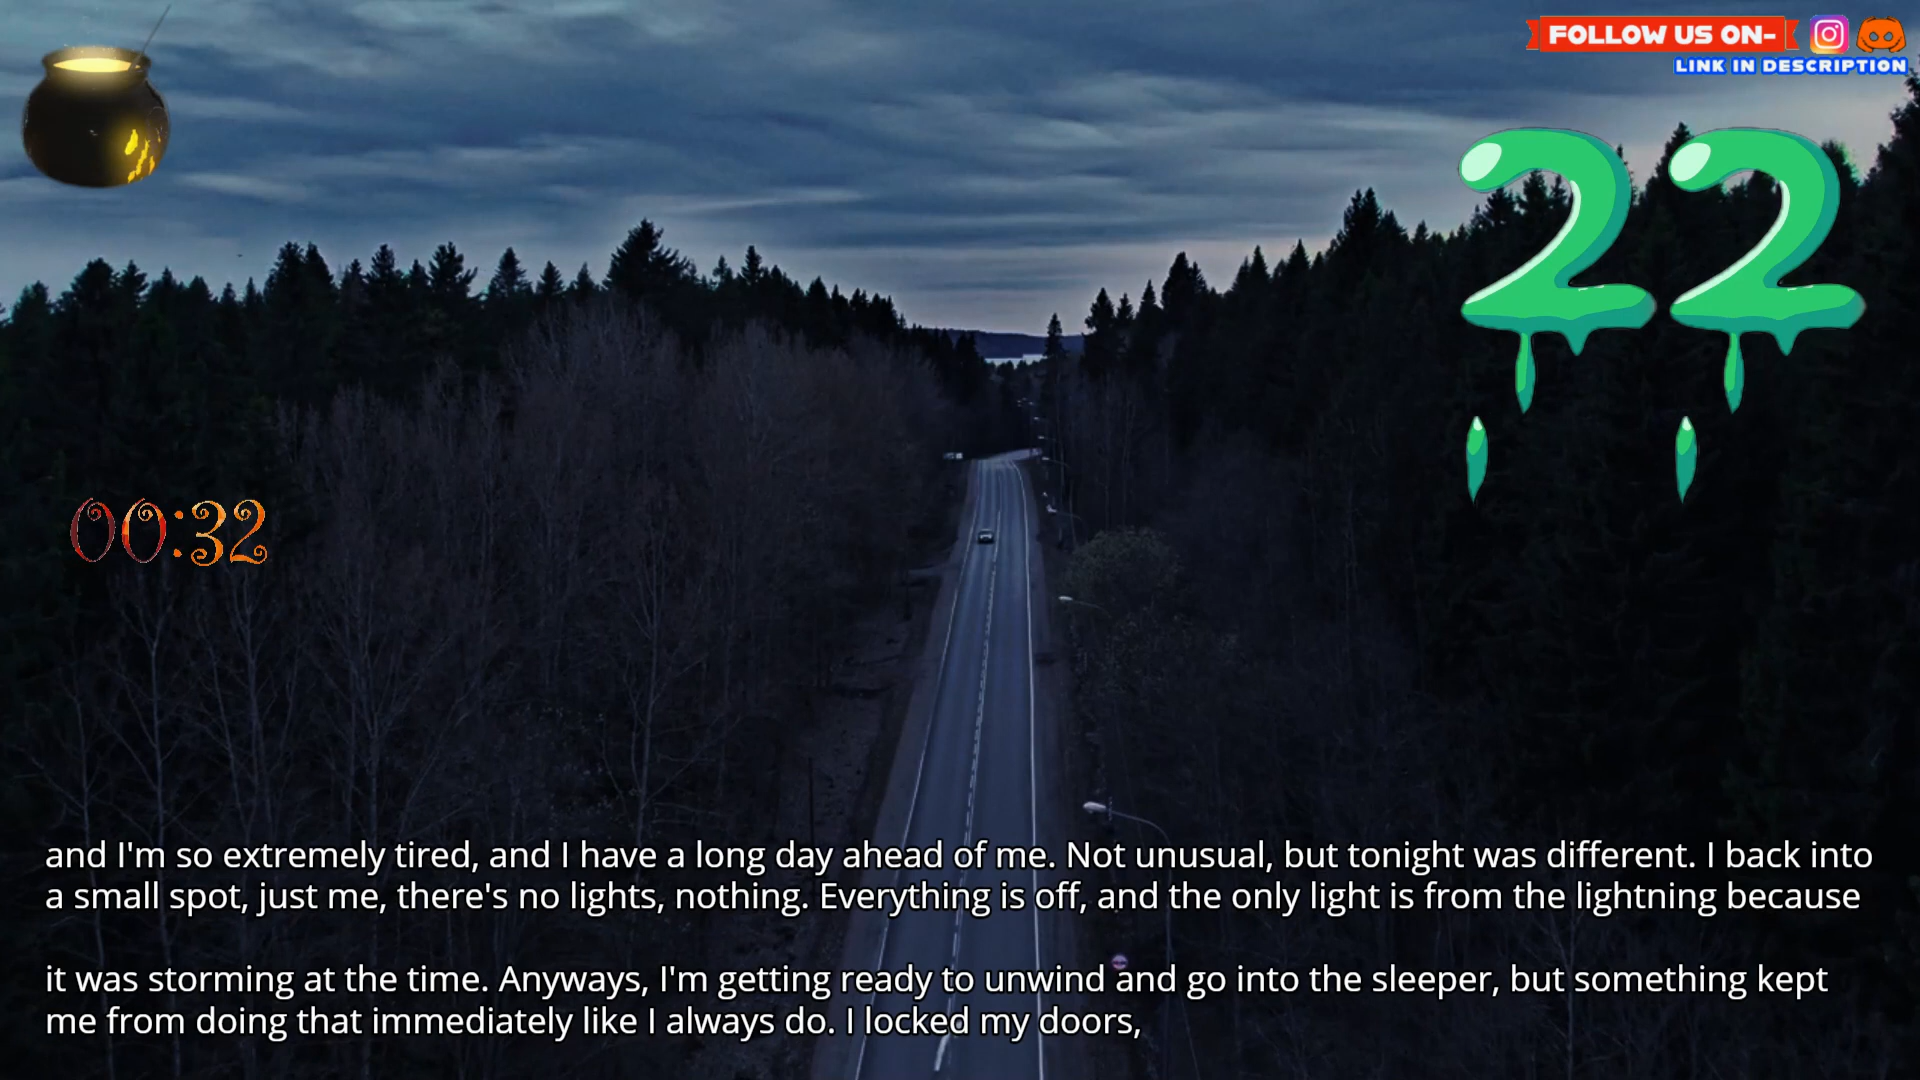 FOLLOW US ON-
LINK IN DESCRIPTION
22
00:32
and I'm so extremely tired, and I have a long day ahead of me. Not unusual, but tonight was different. I back into
a small spot, just me, there's no lights, nothing. Everything is off, and the only light is from the lightning because
it was storming at the time. Anyways, I'm getting ready to unwind and go into the sleeper, but something kept
me from doing that immediately like I always do. I locked my doors,